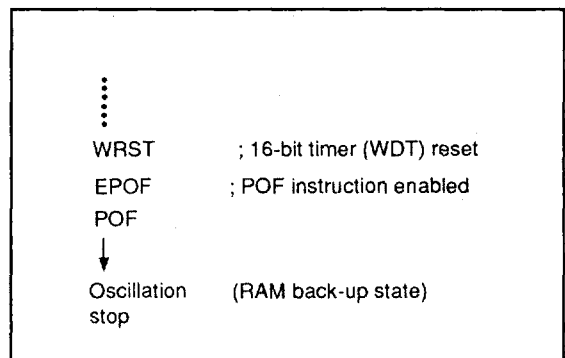 WRST ; 16-bit timer (WDT) reset
EPOF ; POF instruction enabled
POF
Oscillation (RAM back-up state)
stop